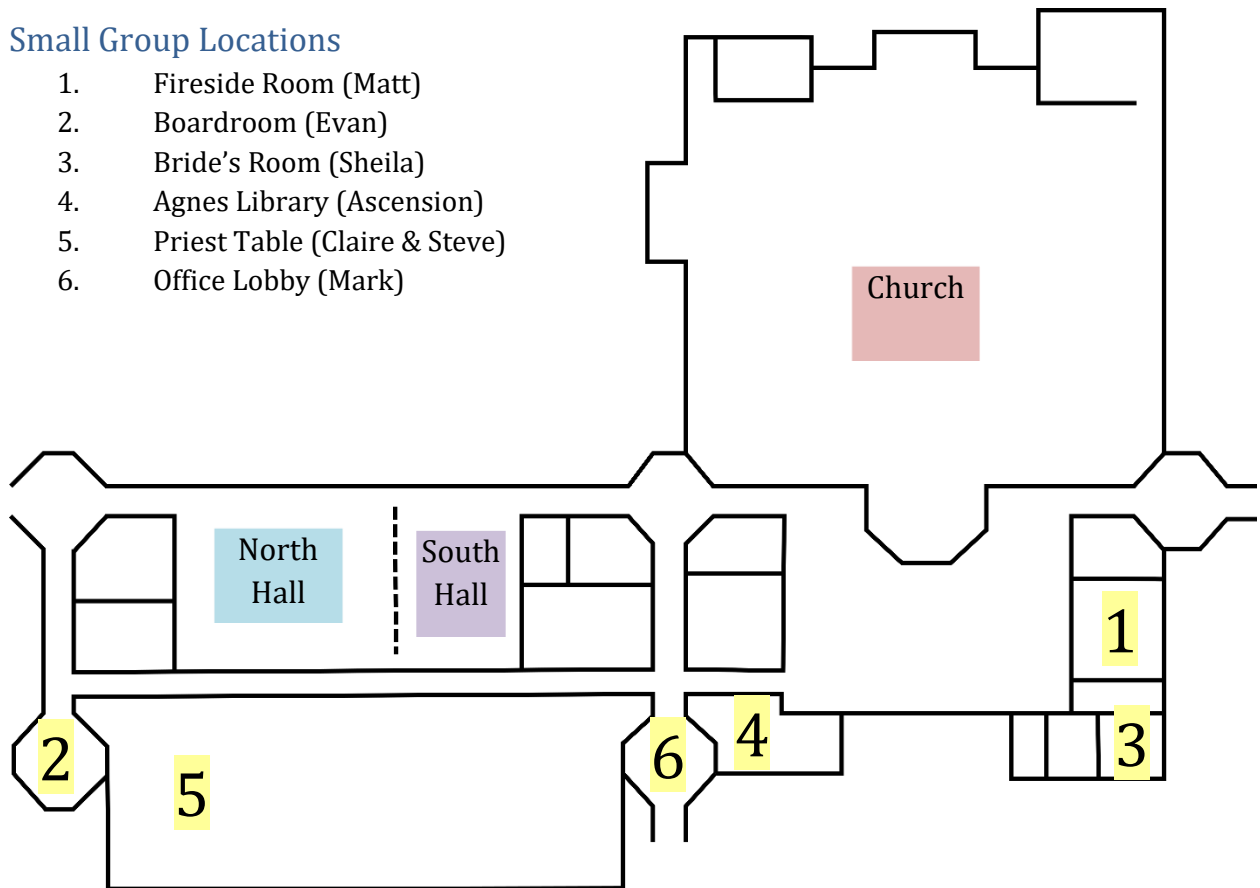 Small Group Locations
1. Fireside Room (Matt)
2. Boardroom (Evan)
3. Bride’s Room (Sheila)
4. Agnes Library (Ascension)
5. Priest Table (Claire & Steve)
6. Office Lobby (Mark)
Church
North
Hall
South
Hall
1
2
5
6
4
3